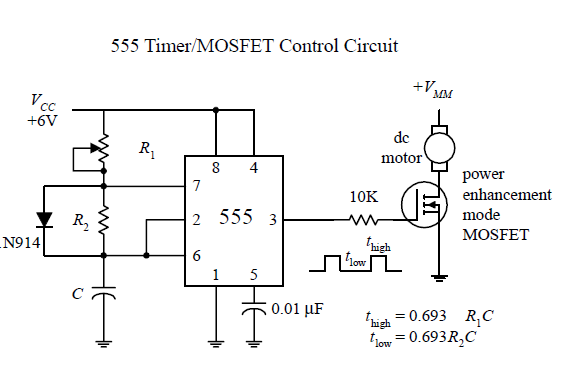 555 Timer/MOSFET Control Circuit
+V_MM
V_CC
+6V
dc
motor
R_1
8 4
power
enhancement
mode
MOSFET
7
10K
R_2
2 555 3
N914
t_high
t_low
6
1 5
C
0.01 μF
t_high = 0.693 R_1C
t_low = 0.693R_2C